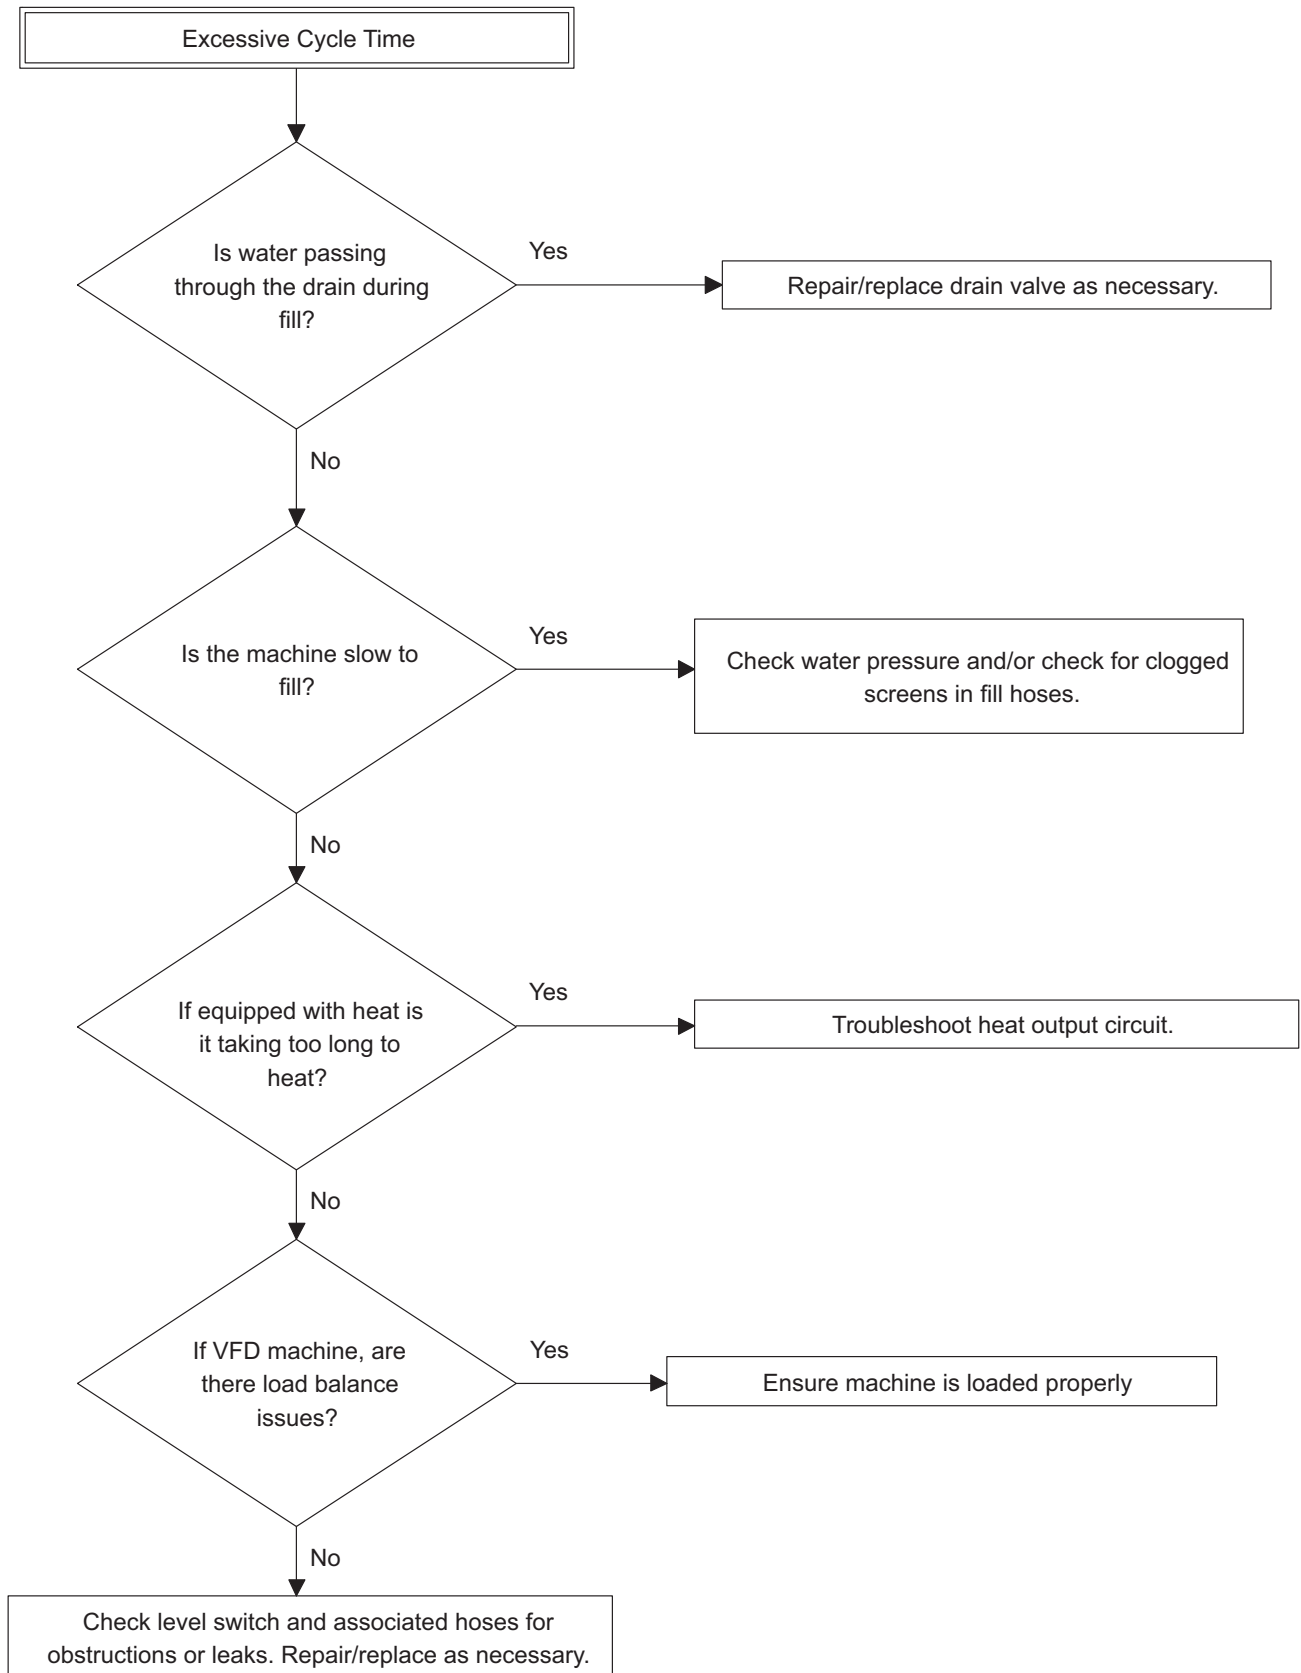 Excessive Cycle Time
Is water passing
through the drain during
fill?
Yes
Repair/replace drain valve as necessary.
No
Is the machine slow to
fill?
Yes
Check water pressure and/or check for clogged
screens in fill hoses.
No
If equipped with heat is
it taking too long to
heat?
Yes
Troubleshoot heat output circuit.
No
If VFD machine, are
there load balance
issues?
Yes
Ensure machine is loaded properly
No
Check level switch and associated hoses for
obstructions or leaks. Repair/replace as necessary.